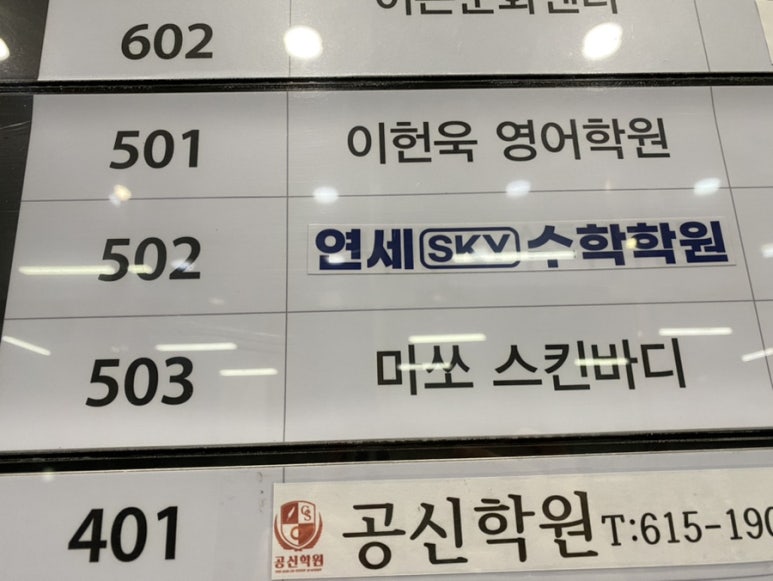 602
501 이헌욱 영어학원
502 연세 SKY 수학학원
503 미쏘 스킨바디
401 공신학원 T:615-190
공신학원